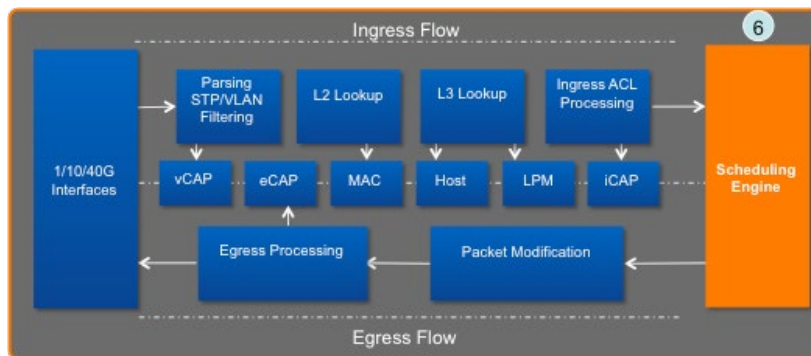 Ingress Flow
6
Parsing
STP/VLAN
Filtering
L2 Lookup
L3 Lookup
Ingress ACL
Processing
1/10/40G
Interfaces
vCAP
eCAP
MAC
Host
LPM
iCAP
Scheduling
Engine
Egress Processing
Packet Modification
Egress Flow